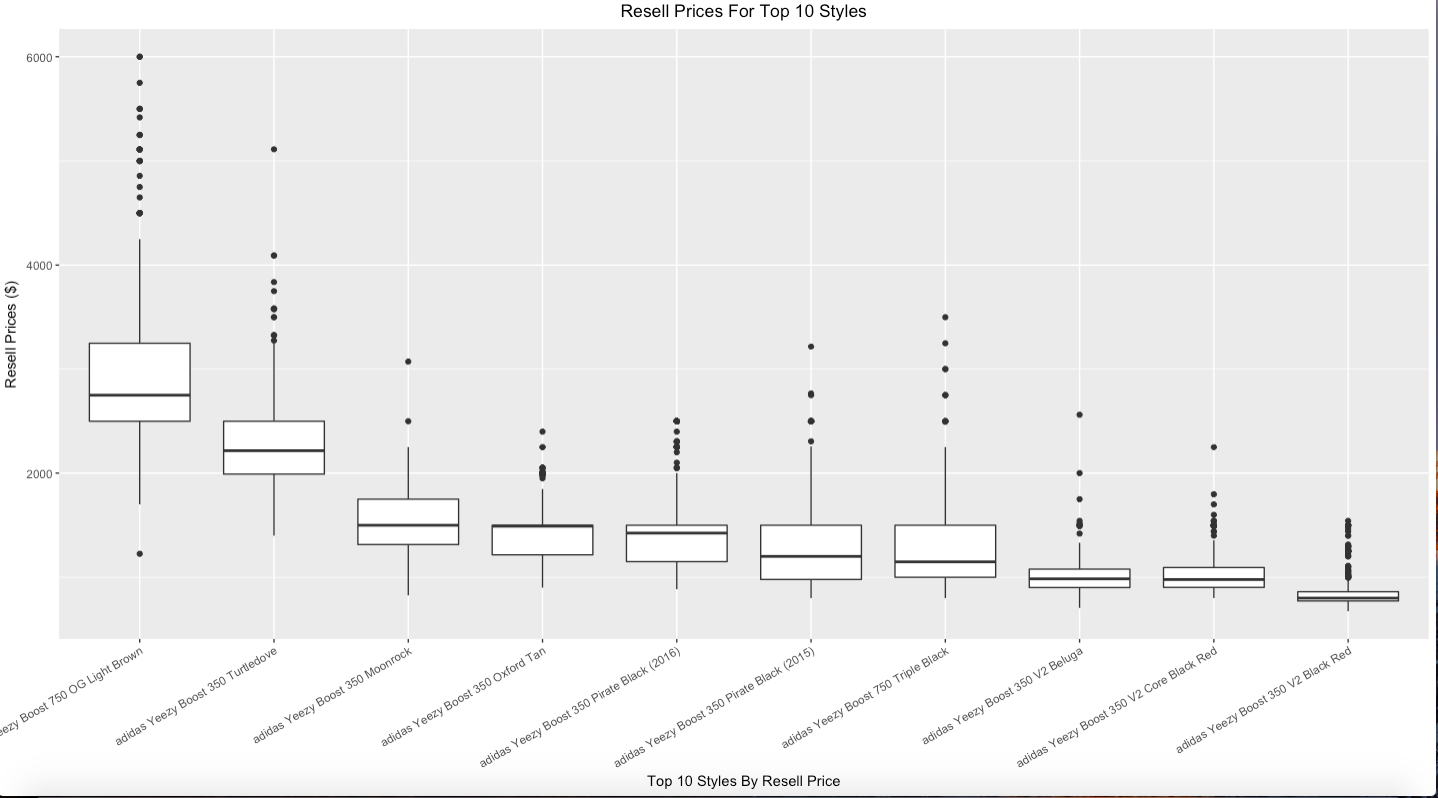 Resell Prices For Top 10 Styles
Resell Prices ($)
6000
4000
2000
eezy Boost 750 OG Light Brown
adidas Yeezy Boost 350 Turtledove
adidas Yeezy Boost 350 Moonrock
adidas Yeezy Boost 350 Oxford Tan
adidas Yeezy Boost 350 Pirate Black (2016)
adidas Yeezy Boost 350 Pirate Black (2015)
adidas Yeezy Boost 750 Triple Black
adidas Yeezy Boost 350 V2 Beluga
adidas Yeezy Boost 350 V2 Core Black Red
adidas Yeezy Boost 350 V2 Black Red
Top 10 Styles By Resell Price